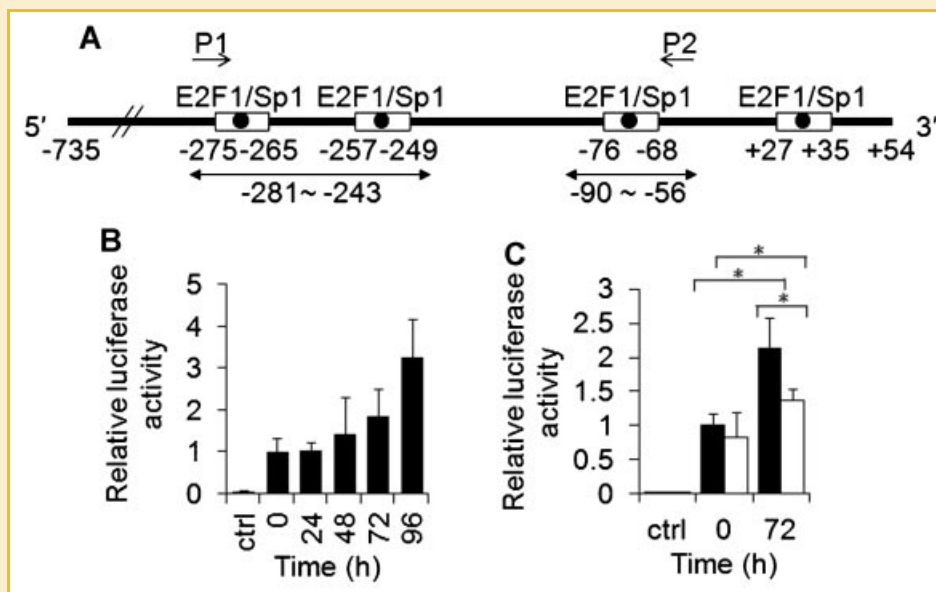 A
P1 P2
E2F1/Sp1 E2F1/Sp1 E2F1/Sp1 E2F1/Sp1
5' 3'
-735 -275 -265 -257 -249 -76 -68 +27 +35 +54
-281~ -243 -90 ~ -56
B
Relative luciferase
activity
5
4
3
2
1
0
ctrl 0 24 48 72 96
Time (h)
C
Relative luciferase
activity
3
2.5
2
1.5
1
0.5
0
*
*
*
ctrl 0 72
Time (h)